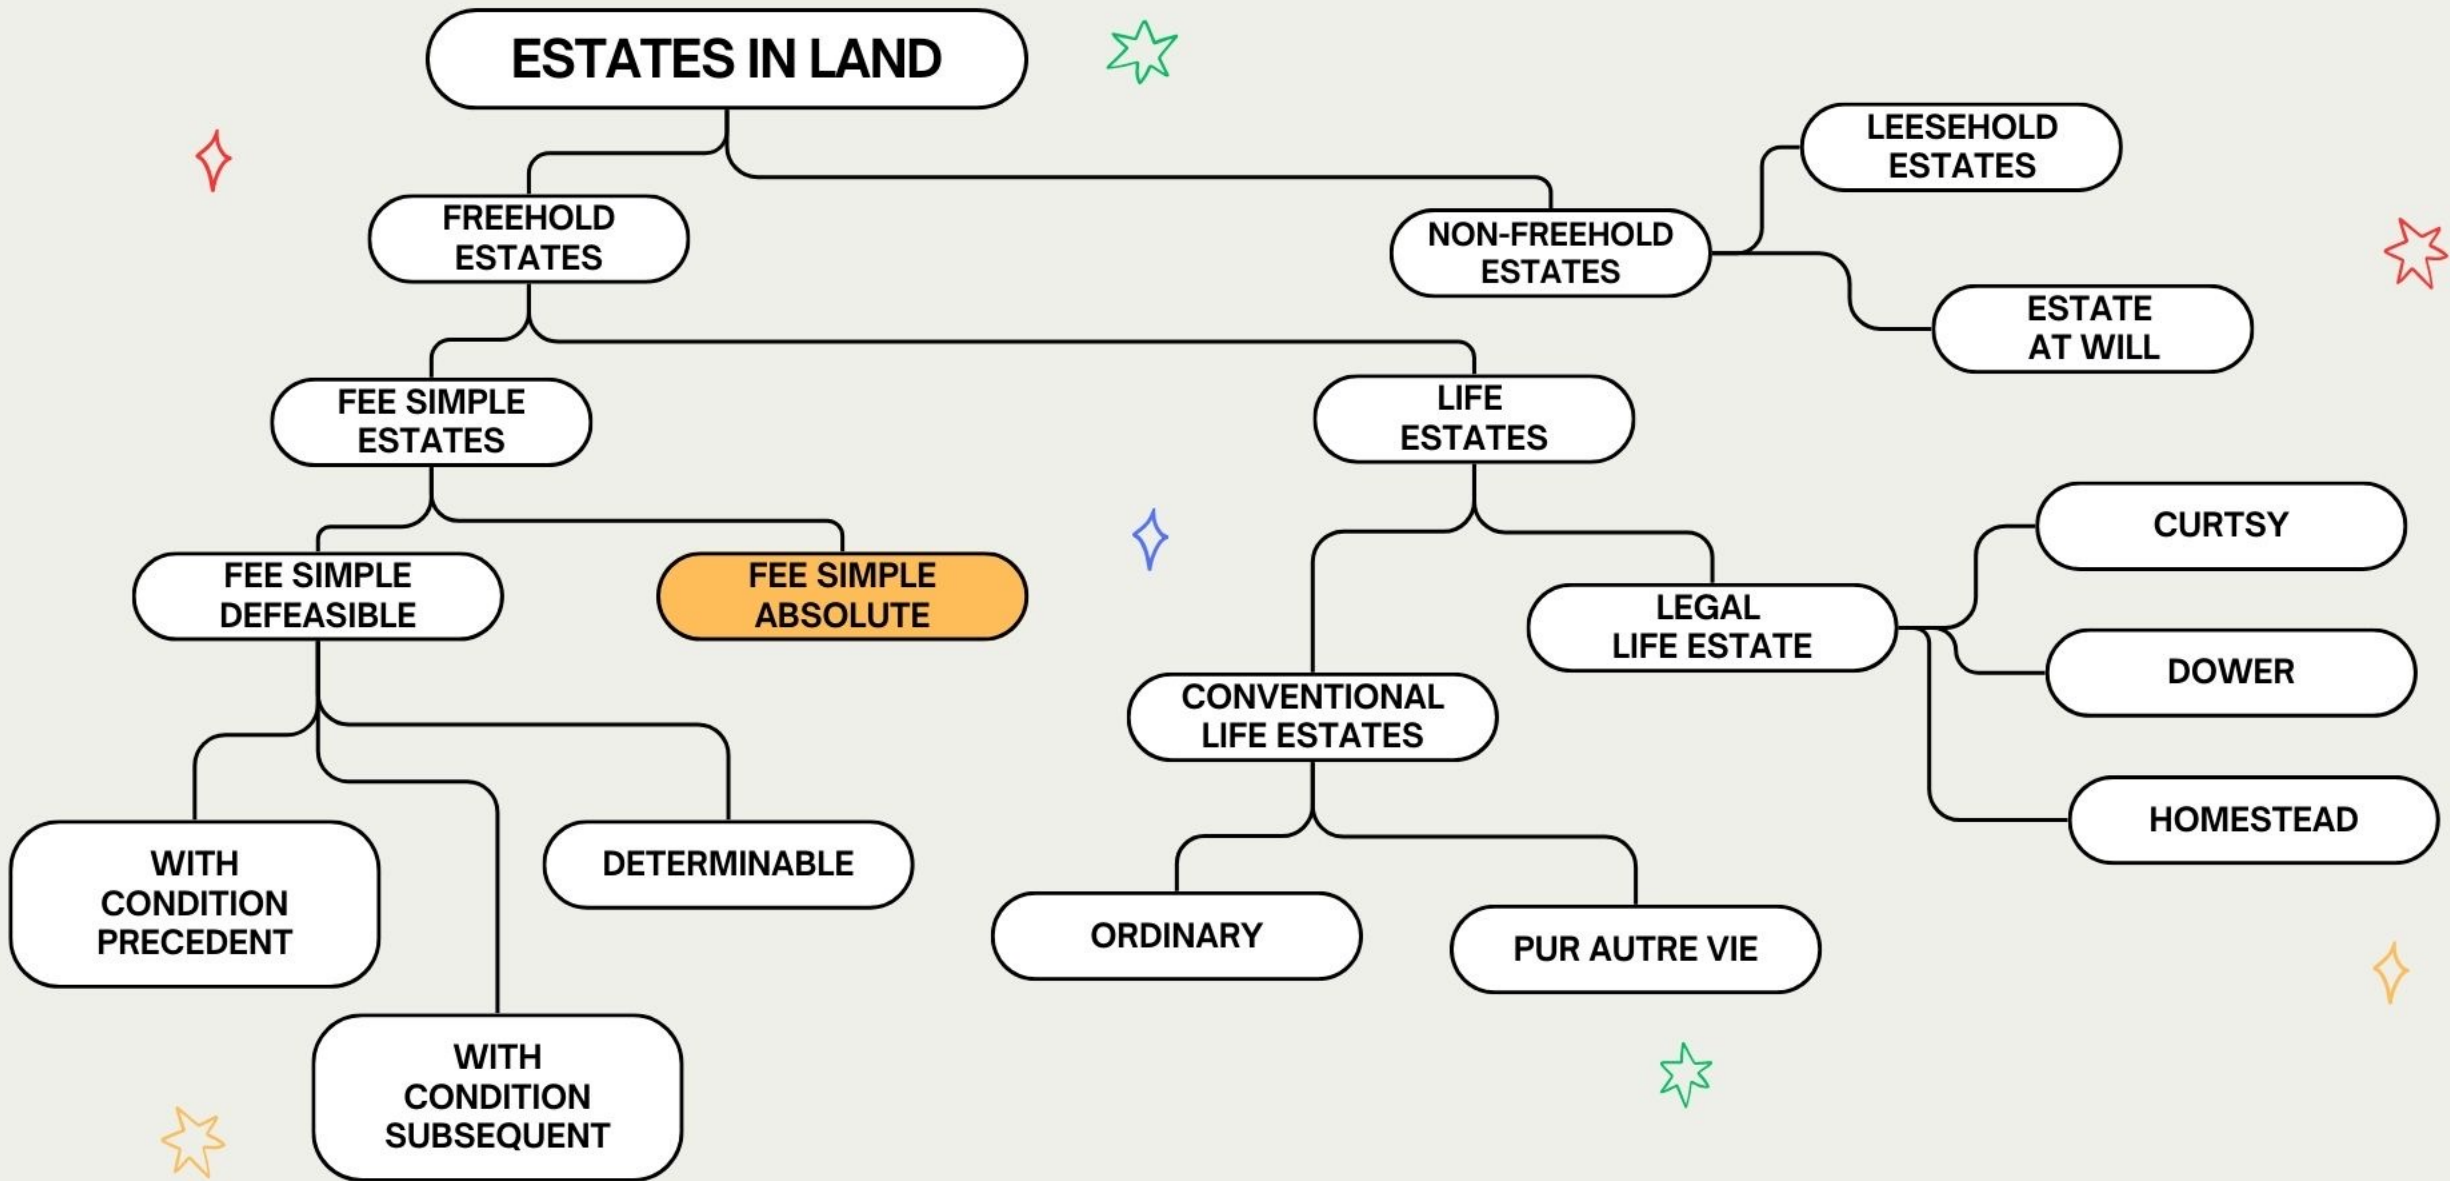 ESTATES IN LAND
LEESEHOLD
ESTATES
FREEHOLD
ESTATES
NON-FREEHOLD
ESTATES
ESTATE
AT WILL
FEE SIMPLE
ESTATES
LIFE
ESTATES
CURTSY
FEE SIMPLE
DEFEASIBLE
FEE SIMPLE
ABSOLUTE
LEGAL
LIFE ESTATE
DOWER
CONVENTIONAL
LIFE ESTATES
HOMESTEAD
WITH
CONDITION
PRECEDENT
DETERMINABLE
ORDINARY
PUR AUTRE VIE
WITH
CONDITION
SUBSEQUENT